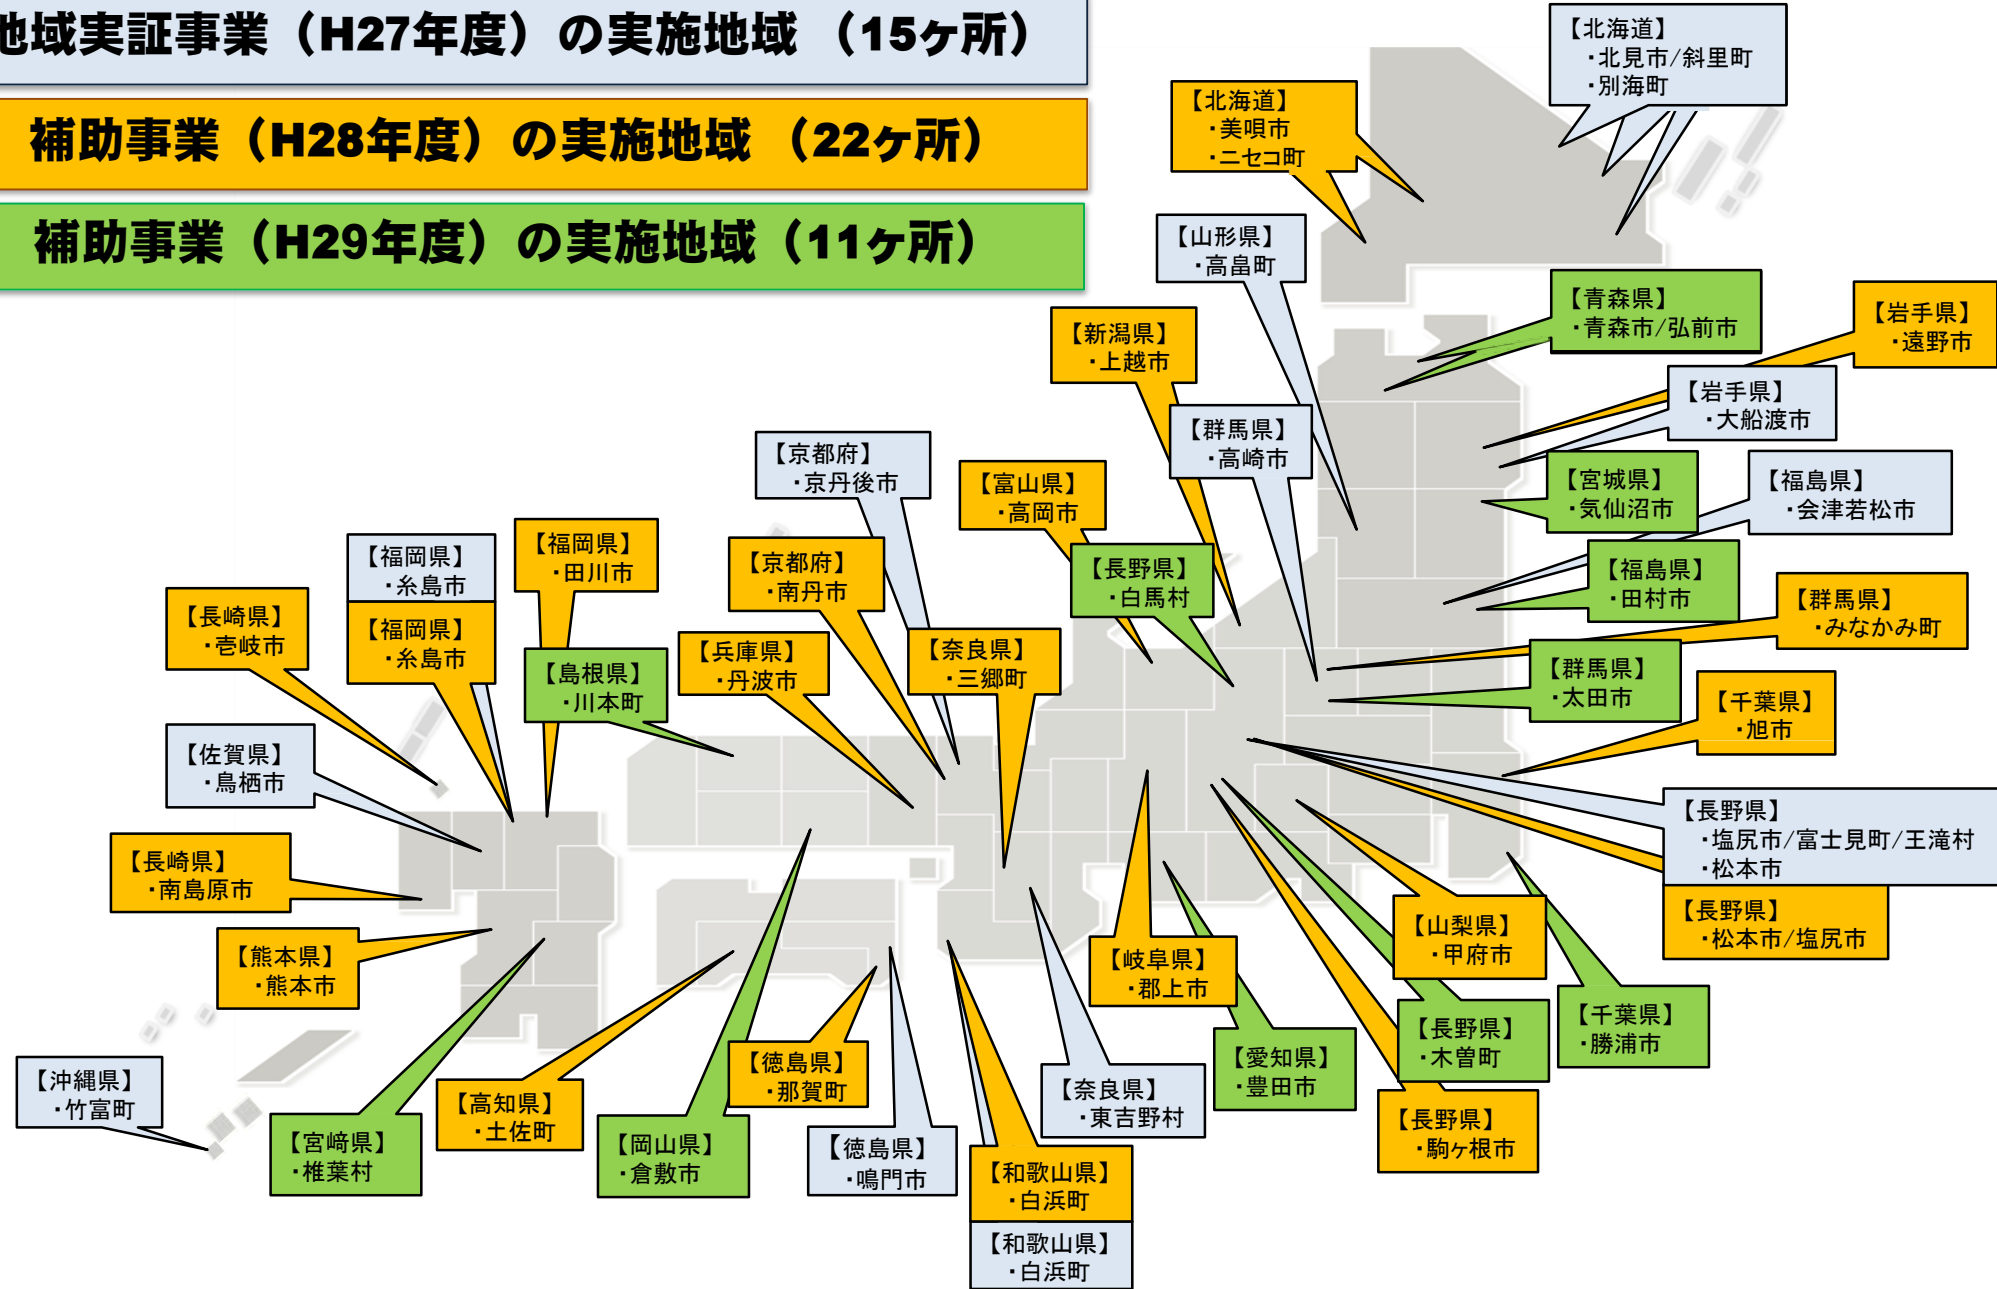 地域実証事業（H27年度）の実施地域 （15ヶ所）
補助事業（H28年度）の実施地域 （22ヶ所）
補助事業（H29年度）の実施地域（11ヶ所）
【北海道】
・北見市/斜里町
・別海町
【北海道】
・美唄市
・ニセコ町
【山形県】
・高畠町
【青森県】
・青森市/弘前市
【岩手県】
・遠野市
【新潟県】
・上越市
【岩手県】
・大船渡市
【群馬県】
・高崎市
【京都府】
・京丹後市
【富山県】
・高岡市
【宮城県】
・気仙沼市
【福島県】
・会津若松市
【福岡県】
・糸島市
【福岡県】
・田川市
【京都府】
・南丹市
【長野県】
・白馬村
【福島県】
・田村市
【群馬県】
・みなかみ町
【長崎県】
・壱岐市
【福岡県】
・糸島市
【島根県】
・川本町
【兵庫県】
・丹波市
【奈良県】
・三郷町
【群馬県】
・太田市
【千葉県】
・旭市
【佐賀県】
・鳥栖市
【長野県】
・塩尻市/富士見町/王滝村
・松本市
【長崎県】
・南島原市
【長野県】
・松本市/塩尻市
【山梨県】
・甲府市
【熊本県】
・熊本市
【岐阜県】
・郡上市
【長野県】
・木曽町
【千葉県】
・勝浦市
【沖縄県】
・竹富町
【宮﨑県】
・椎葉村
【高知県】
・土佐町
【岡山県】
・倉敷市
【徳島県】
・那賀町
【徳島県】
・鳴門市
【奈良県】
・東吉野村
【愛知県】
・豊田市
【長野県】
・駒ヶ根市
【和歌山県】
・白浜町
【和歌山県】
・白浜町